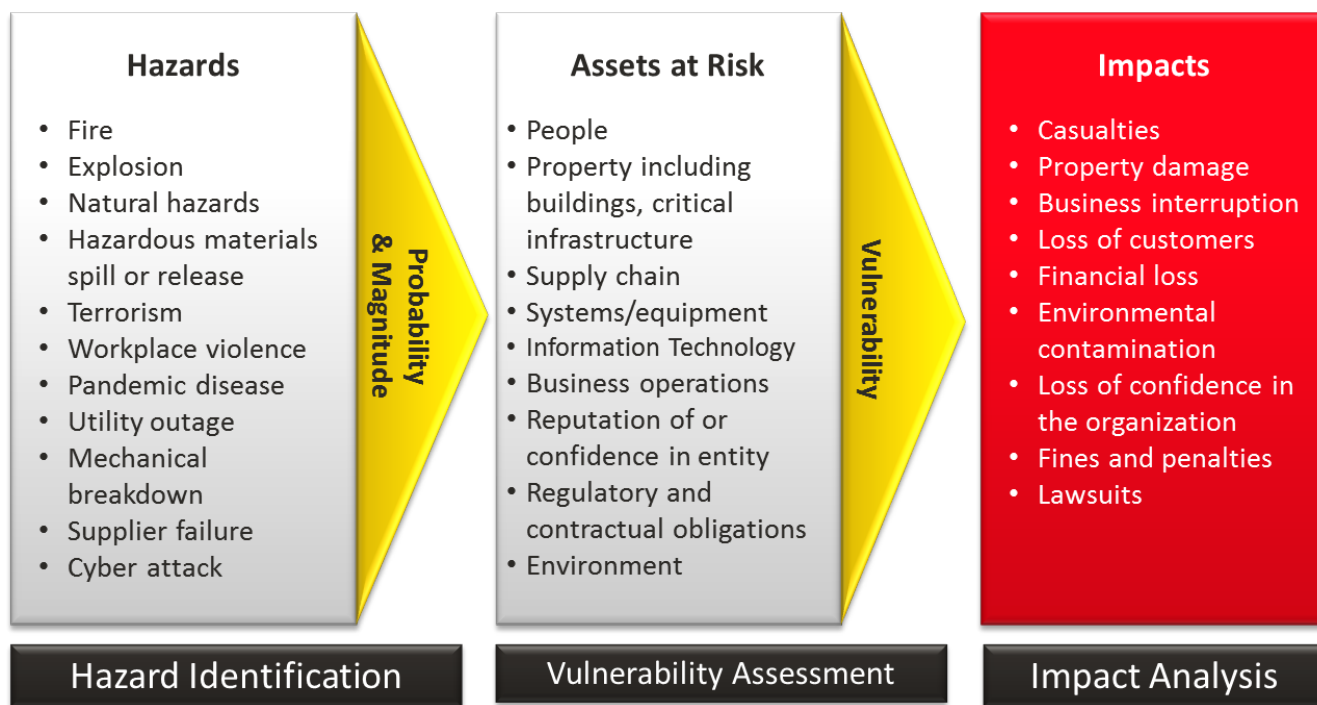 Hazards
• Fire
• Explosion
• Natural hazards
• Hazardous materials
spill or release
• Terrorism
• Workplace violence
• Pandemic disease
• Utility outage
• Mechanical
breakdown
• Supplier failure
• Cyber attack
Probability
& Magnitude
Assets at Risk
• People
• Property including
buildings, critical
infrastructure
• Supply chain
• Systems/equipment
• Information Technology
• Business operations
• Reputation of or
confidence in entity
• Regulatory and
contractual obligations
• Environment
Vulnerability
Impacts
• Casualties
• Property damage
• Business interruption
• Loss of customers
• Financial loss
• Environmental
contamination
• Loss of confidence in
the organization
• Fines and penalties
• Lawsuits
Hazard Identification
Vulnerability Assessment
Impact Analysis